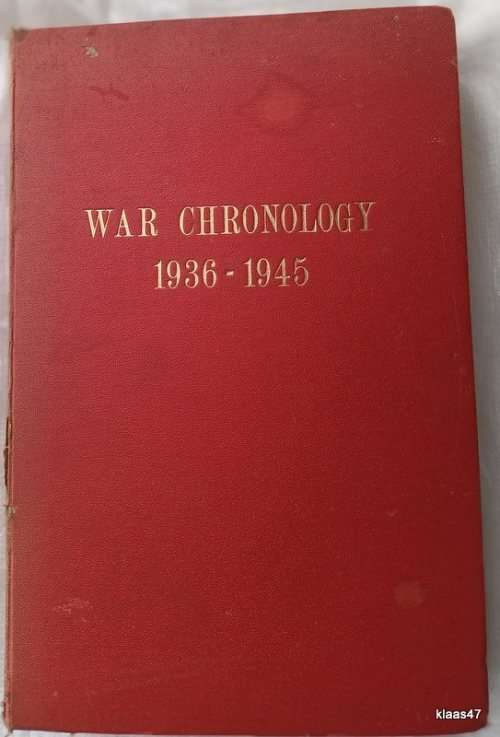 WAR CHRONOLOGY
1936 - 1945
klaas47